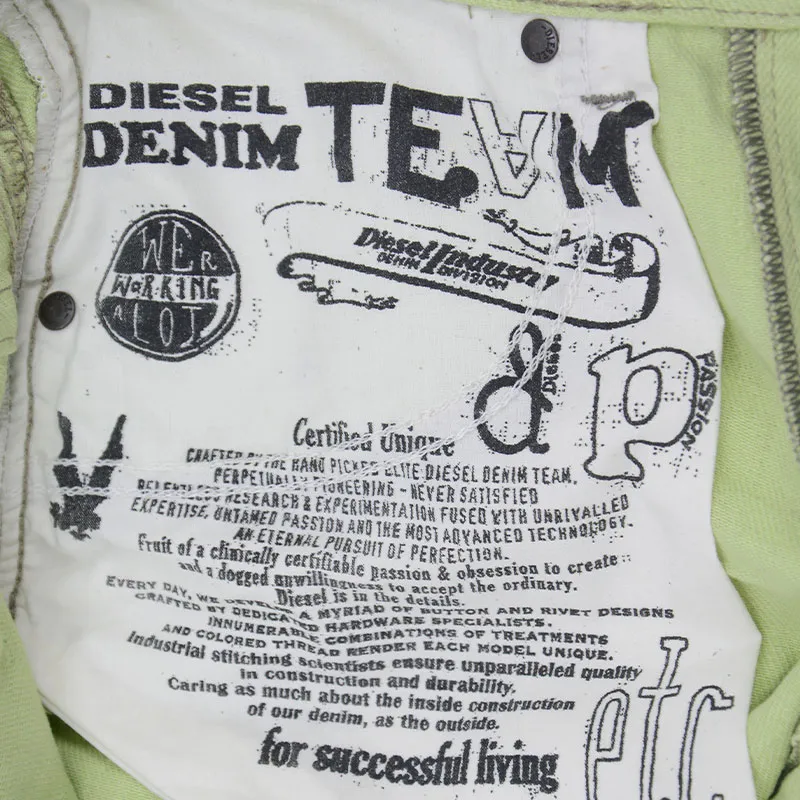 DIESEL
DIESEL
DENIM
TEAM
Diesel Industry
DENIM DIVISION
WER
WORKING
ALOT
d
Diesel
p
PASSION
Certified Unique
CRAFTED BY THE HAND PICKED ELITE DIESEL DENIM TEAM.
PERPETUALLY PIONEERING - NEVER SATISFIED
RELENTLESS RESEARCH & EXPERIMENTATION FUSED WITH UNRIVALLED
EXPERTISE, UNTAMED PASSION AND THE MOST ADVANCED TECHNOLOGY.
AN ETERNAL PURSUIT OF PERFECTION.
Fruit of a clinically certifiable passion & obsession to create
and a dogged unwillingness to accept the ordinary.
Diesel is in the details.
EVERY DAY, WE DEVELOP A MYRIAD OF BUTTON AND RIVET DESIGNS
CRAFTED BY DEDICATED HARDWARE SPECIALISTS.
INNUMERABLE COMBINATIONS OF TREATMENTS
AND COLORED THREAD RENDER EACH MODEL UNIQUE.
Industrial stitching scientists ensure unparalleled quality
in construction and durability.
Caring as much about the inside construction
of our denim, as the outside.
for successful living
etc